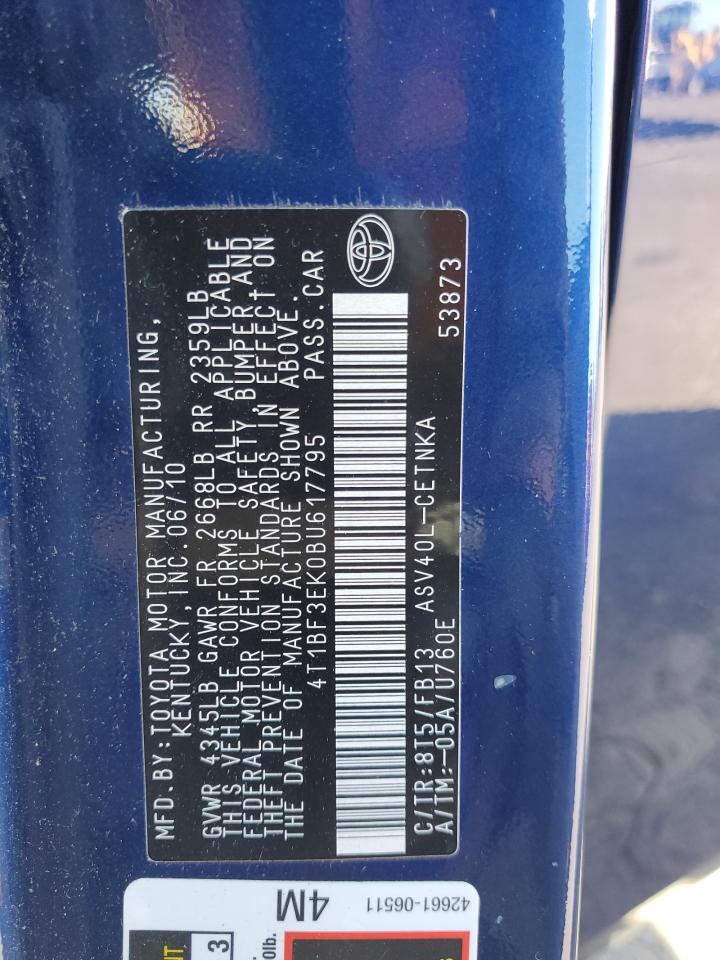 MFD.BY:TOYOTA MOTOR MANUFACTURING,
KENTUCKY, INC.06/10
GVWR 4345LB GAWR FR 2668LB RR 2359LB
THIS VEHICLE CONFORMS TO ALL APPLICABLE
FEDERAL MOTOR VEHICLE SAFETY, BUMPER, AND
THEFT PREVENTION STANDARDS IN EFFECT ON
THE DATE OF MANUFACTURE SHOWN ABOVE.
4T1BF3EK0BU617795 PASS.CAR
C/TR:8T5/FB13 ASV40L-CETNKA
A/TM:-05A/U760E 53873
4M
42661-06511
3
0lb.